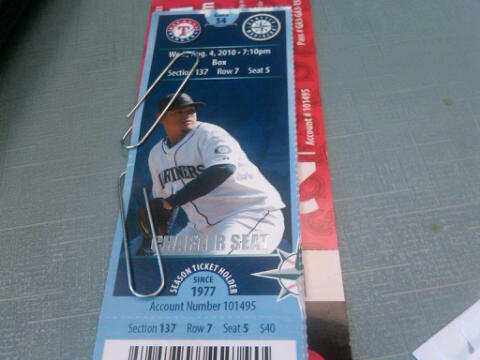 54
Wed., Aug. 4, 2010 • 7:10pm
Box
Section 137 Row 7 Seat 5
MARINERS
CHARTER SEAT
SEASON TICKET HOLDER
SINCE
1977
Account Number 101495
Section 137 Row 7 Seat 5 $40
Account # 101495